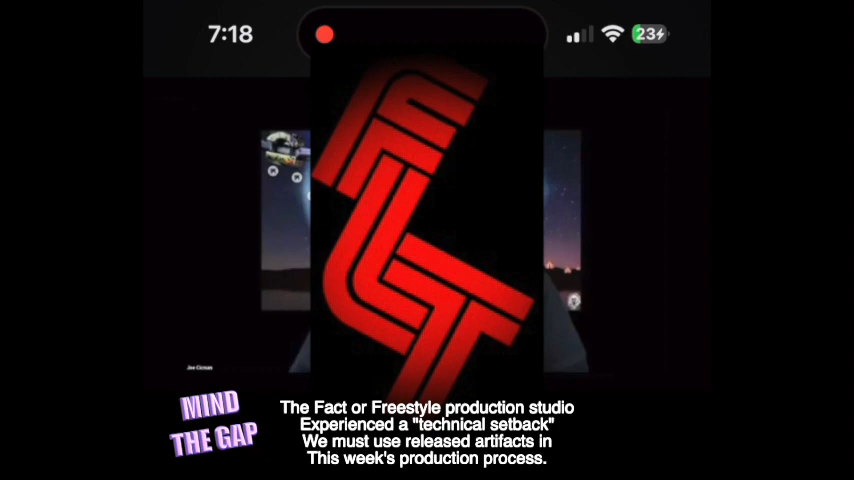 7:18
23
FLT
Joe Cicman
MIND
THE GAP
The Fact or Freestyle production studio
Experienced a "technical setback"
We must use released artifacts in
This week's production process.